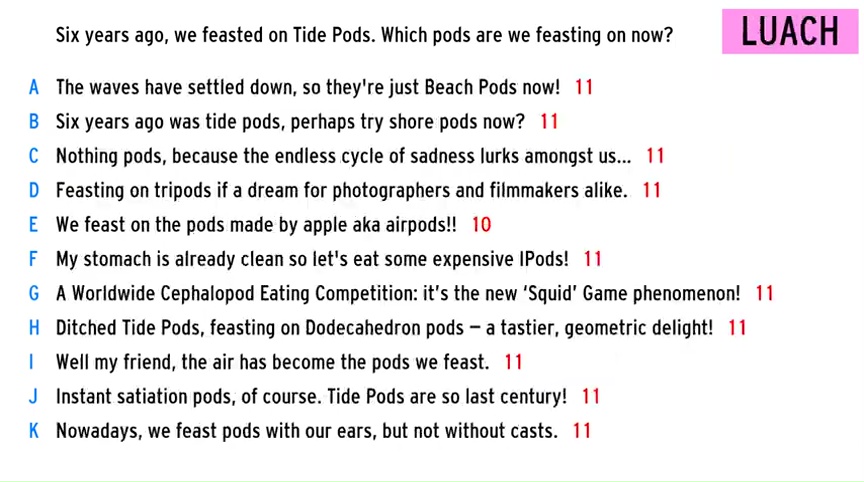 Six years ago, we feasted on Tide Pods. Which pods are we feasting on now?
LUACH
A The waves have settled down, so they're just Beach Pods now! 11
B Six years ago was tide pods, perhaps try shore pods now? 11
C Nothing pods, because the endless cycle of sadness lurks amongst us... 11
D Feasting on tripods if a dream for photographers and filmmakers alike. 11
E We feast on the pods made by apple aka airpods!! 10
F My stomach is already clean so let's eat some expensive IPods! 11
G A Worldwide Cephalopod Eating Competition: it’s the new ‘Squid’ Game phenomenon! 11
H Ditched Tide Pods, feasting on Dodecahedron pods – a tastier, geometric delight! 11
I Well my friend, the air has become the pods we feast. 11
J Instant satiation pods, of course. Tide Pods are so last century! 11
K Nowadays, we feast pods with our ears, but not without casts. 11